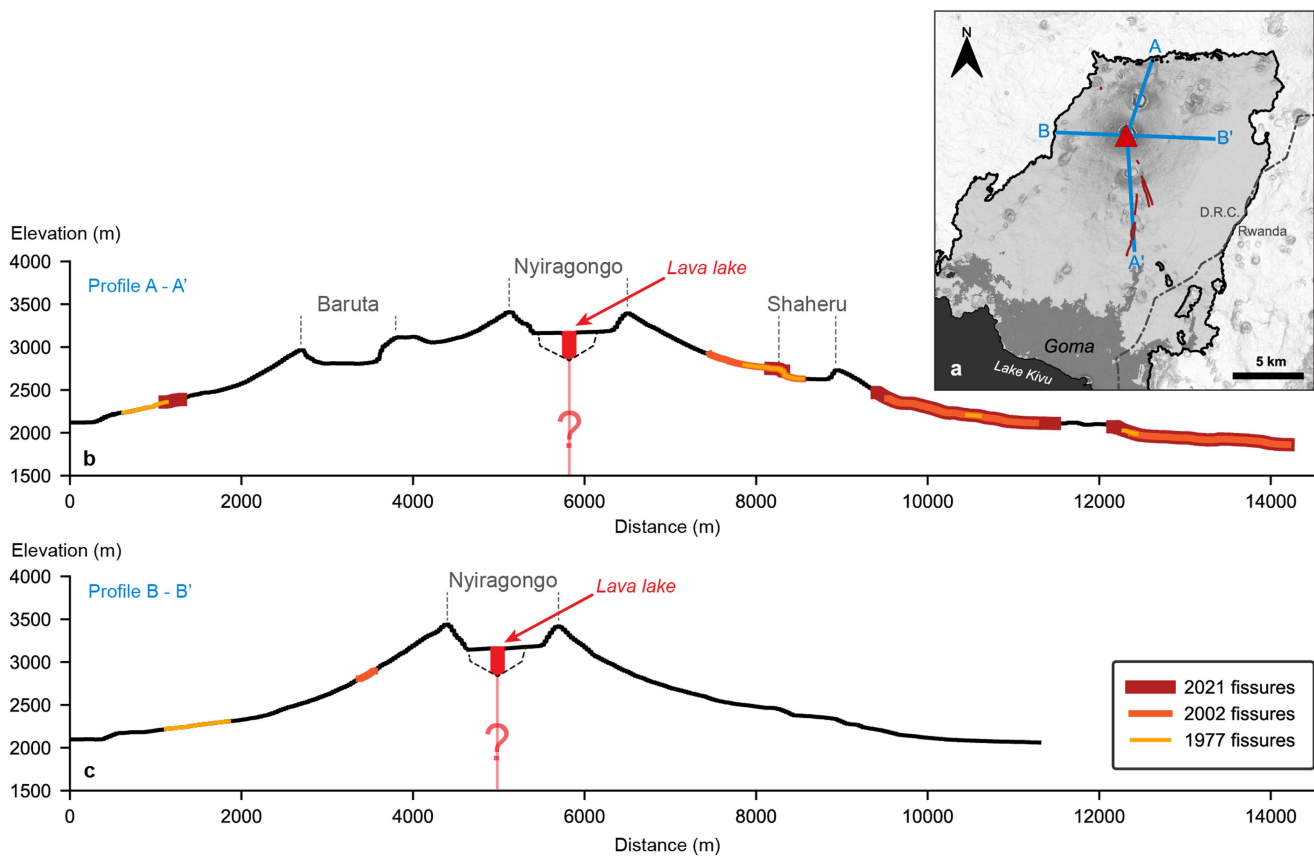 N
A
B
B'
A'
D.R.C.
Rwanda
Goma
Lake Kivu
5 km
a
Elevation (m)
Profile A - A’
Baruta
Nyiragongo
Lava lake
Shaheru
4000
3500
3000
2500
2000
1500
?
b
0 2000 4000 6000 8000 10000 12000 14000
Distance (m)
Elevation (m)
Profile B - B’
Nyiragongo
Lava lake
4000
3500
3000
2500
2000
1500
?
c
2021 fissures
2002 fissures
1977 fissures
0 2000 4000 6000 8000 10000 12000 14000
Distance (m)